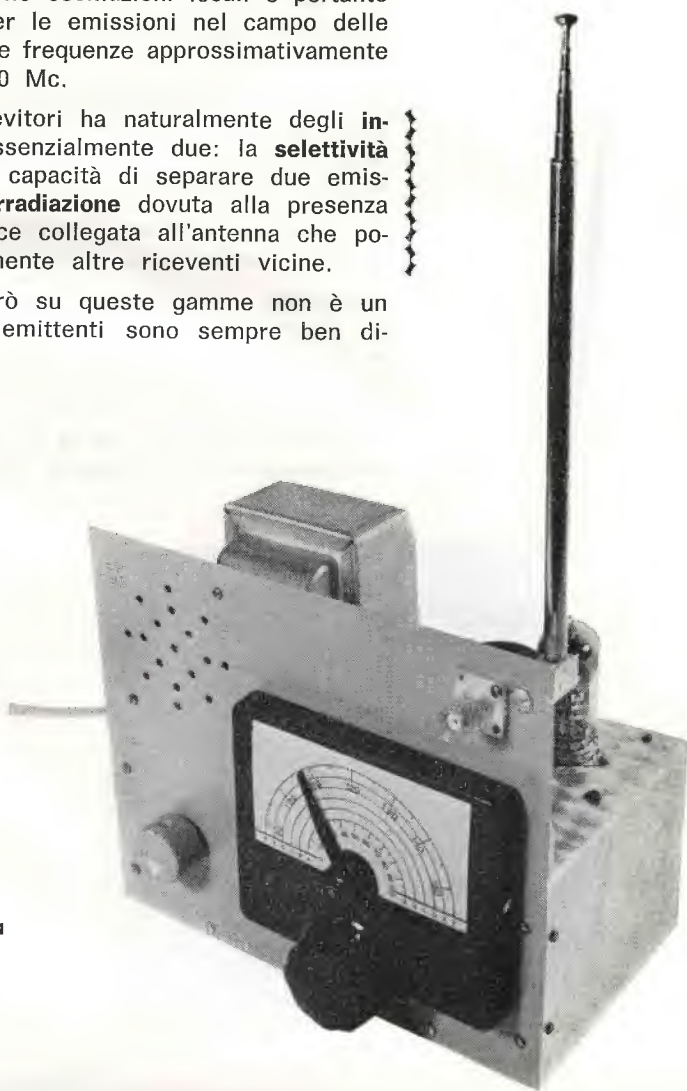 per le emissioni nel campo delle
e frequenze approssimativamente
0 Mc.
evitori ha naturalmente degli in-
ssenzialmente due: la selettività
capacità di separare due emis-
rradiazione dovuta alla presenza
ce collegata all'antenna che po-
mente altre riceventi vicine.
rò su queste gamme non è un
emittenti sono sempre ben di-